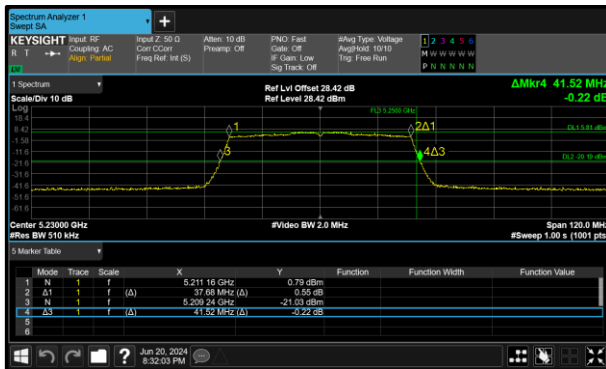 Spectrum Analyzer 1
Swept SA
KEYSIGHT Input: RF Input Z: 50 Ω Atten: 10 dB PNO: Fast #Avg Type: Voltage 1 2 3 4 5 6
R T Coupling: AC Corr CCorr Preamp: Off Gate: Off Avg|Hold: 10/10 M W W W W W
Align: Partial Freq Ref: Int (S) IF Gain: Low Trig: Free Run
Sig Track: Off P N N N N N
1 Spectrum Ref Lvl Offset 28.42 dB ΔMkr4 41.52 MHz
Scale/Div 10 dB Ref Level 28.42 dBm -0.22 dB
Log
18.4
8.42 1 2Δ1 DL1 5.81 dBm
-1.58
-11.6 3 4Δ3
-21.6 DL2 -20.19 dBm
-31.6
-41.6
-51.6
-61.6
Center 5.23000 GHz #Video BW 2.0 MHz Span 120.0 MHz
#Res BW 510 kHz #Sweep 1.00 s (1001 pts)
5 Marker Table
Mode Trace Scale X Y Function Function Width Function Value
1 N 1 f 5.211 16 GHz 0.79 dBm
2 Δ1 1 f (Δ) 37.68 MHz (Δ) 0.55 dB
3 N 1 f 5.209 24 GHz -21.03 dBm
4 Δ3 1 f (Δ) 41.52 MHz (Δ) -0.22 dB
5
6
? Jun 20, 2024
8:32:03 PM